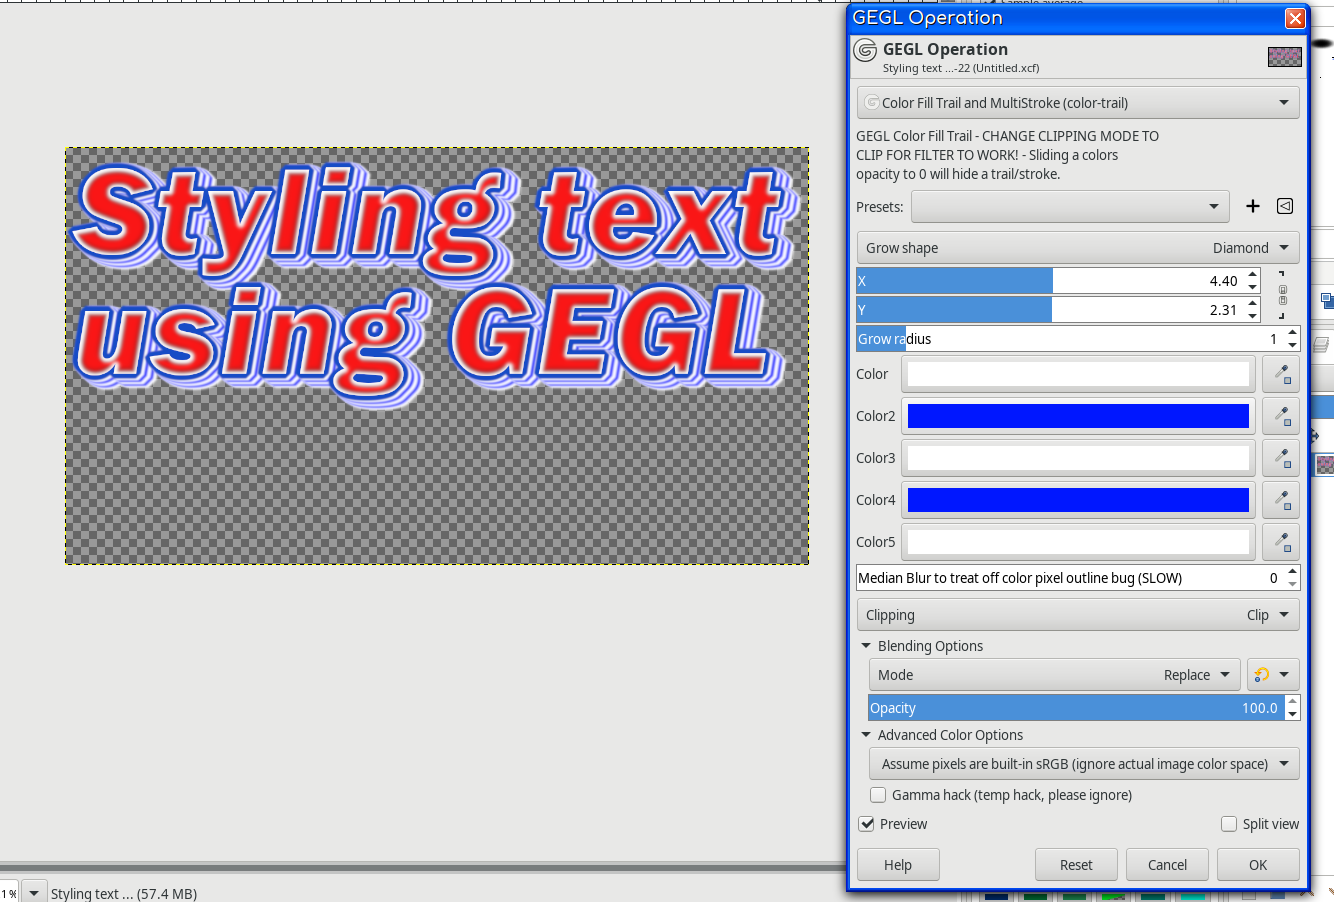 Sample average
GEGL Operation
GEGL Operation
Styling text ...-22 (Untitled.xcf)
Color Fill Trail and MultiStroke (color-trail)
GEGL Color Fill Trail - CHANGE CLIPPING MODE TO
CLIP FOR FILTER TO WORK! - Sliding a colors
opacity to 0 will hide a trail/stroke.
Presets:
Grow shape Diamond
X 4.40
Y 2.31
Grow radius 1
Color
Color2
Color3
Color4
Color5
Median Blur to treat off color pixel outline bug (SLOW) 0
Clipping Clip
Blending Options
Mode Replace
Opacity 100.0
Advanced Color Options
Assume pixels are built-in sRGB (ignore actual image color space)
Gamma hack (temp hack, please ignore)
Preview Split view
Help Reset Cancel OK
Styling text
using GEGL
1% Styling text ... (57.4 MB)